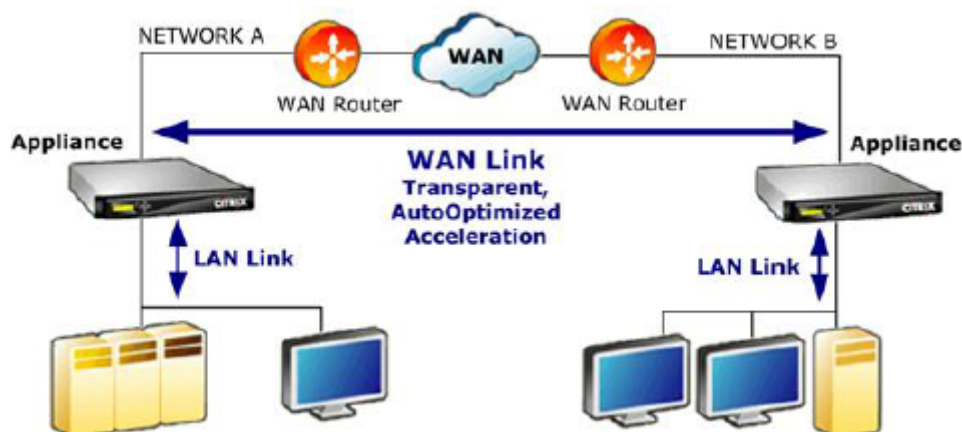 NETWORK A
WAN
NETWORK B
WAN Router
WAN Router
Appliance
Appliance
WAN Link
Transparent,
AutoOptimized
Acceleration
CITRIX
CITRIX
LAN Link
LAN Link